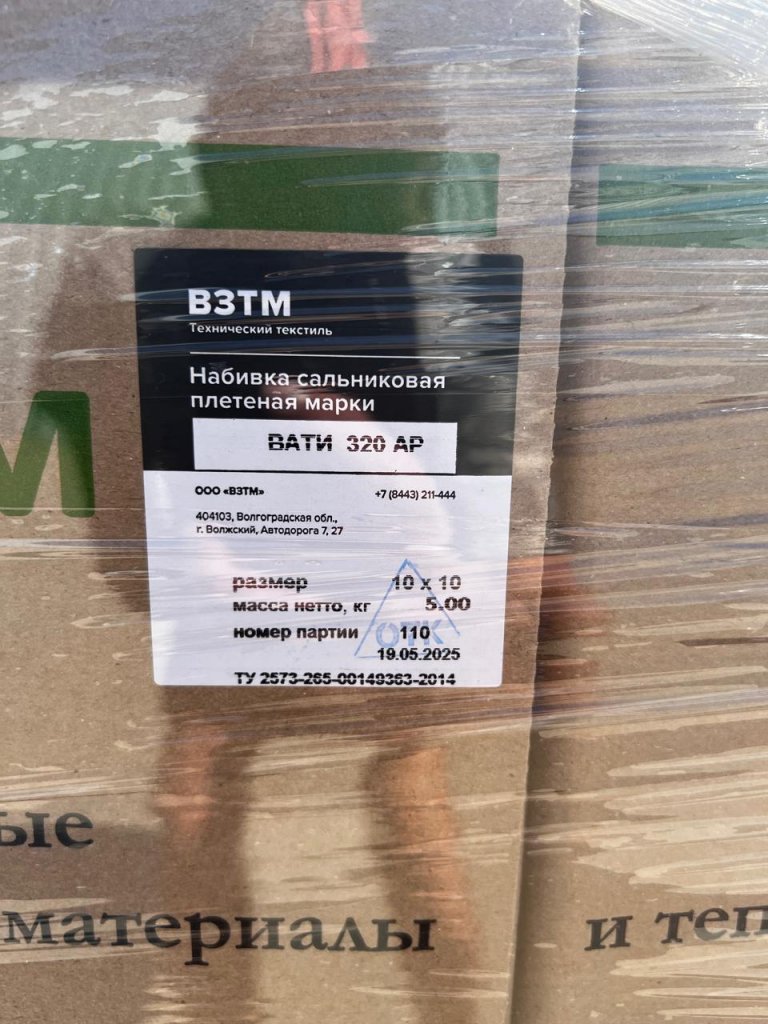 ВЗТМ
Технический текстиль
Набивка сальниковая
плетеная марки
ВАТИ 320 АР
ООО «ВЗТМ» +7 (8443) 211-444
404103, Волгоградская обл.,
г. Волжский, Автодорога 7, 27
размер 10 х 10
масса нетто, кг 5.00
номер партии 110
ОТК
19.05.2025
ТУ 2573-265-00149363-2014
М
ые
материалы и теп